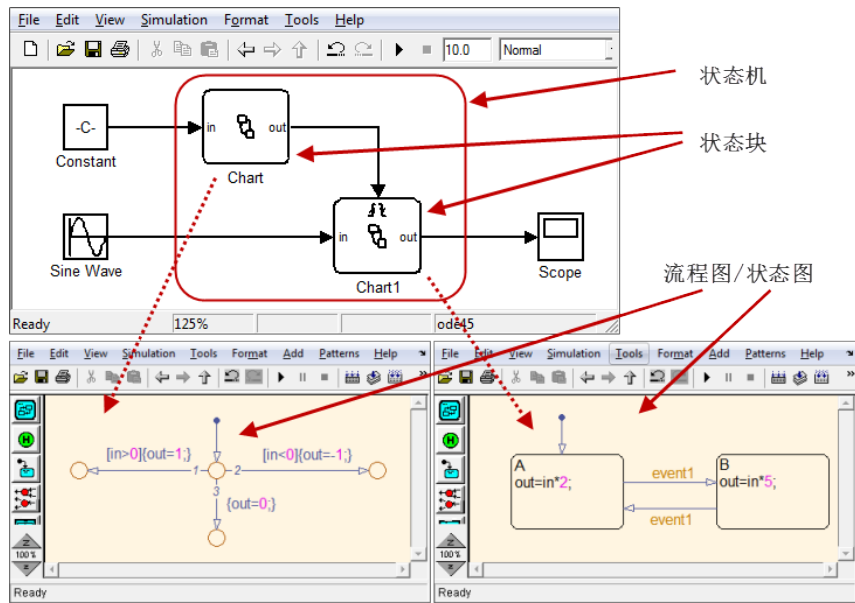 File Edit View Simulation Format Tools Help
10.0 Normal
状态机
-C-
in out
Constant
Chart
状态块
in out
Sine Wave
Chart1
Scope
流程图/状态图
Ready 125% ode45
File Edit View Simulation Tools Format Add Patterns Help
[in>0]{out=1;}
[in<0]{out=-1;}
1 2
3
{out=0;}
100%
Ready
File Edit View Simulation Tools Format Add Patterns Help
A
out=in*2;
event1
B
out=in*5;
event1
100%
Ready